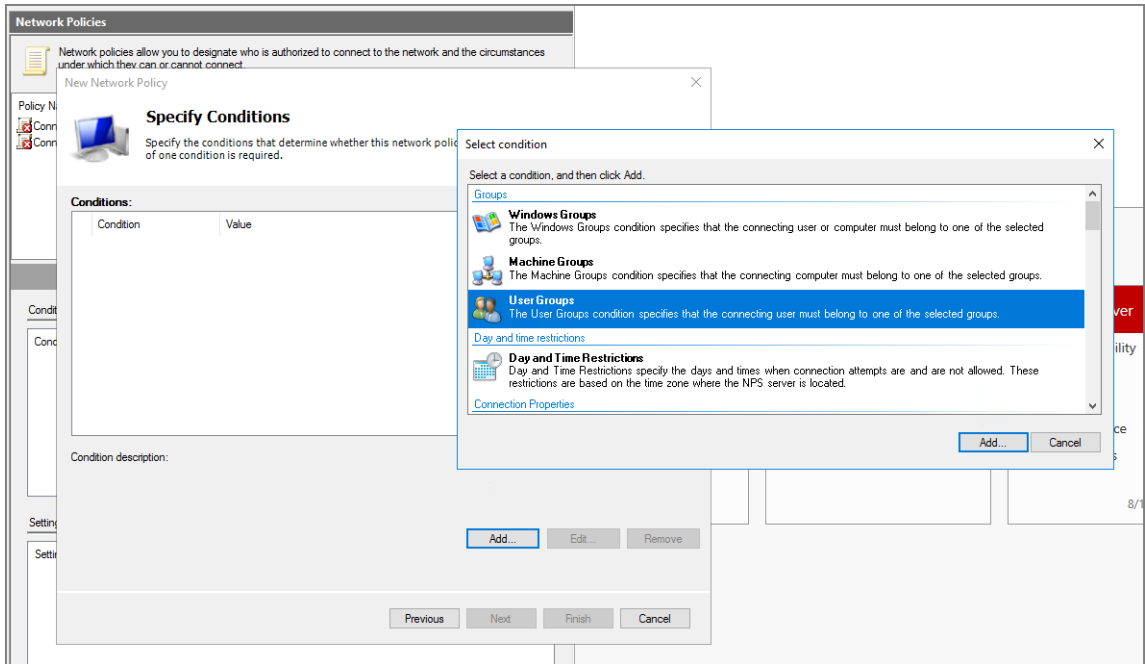 Network Policies
Network policies allow you to designate who is authorized to connect to the network and the circumstances
under which they can or cannot connect.
New Network Policy
Policy N
Conn
Conn
Specify Conditions
Specify the conditions that determine whether this network polic
of one condition is required.
Conditions:
Condition Value
Condition description:
Add... Edit... Remove
Previous Next Finish Cancel
Select condition
Select a condition, and then click Add.
Groups
Windows Groups
The Windows Groups condition specifies that the connecting user or computer must belong to one of the selected
groups.
Machine Groups
The Machine Groups condition specifies that the connecting computer must belong to one of the selected groups.
User Groups
The User Groups condition specifies that the connecting user must belong to one of the selected groups.
Day and time restrictions
Day and Time Restrictions
Day and Time Restrictions specify the days and times when connection attempts are and are not allowed. These
restrictions are based on the time zone where the NPS server is located.
Connection Properties
Add... Cancel
Condit
Cond
Setting
Settin
ver
ility
ce
s
8/1